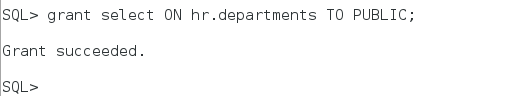 SQL> grant select ON hr.departments TO PUBLIC;
Grant succeeded.
SQL>